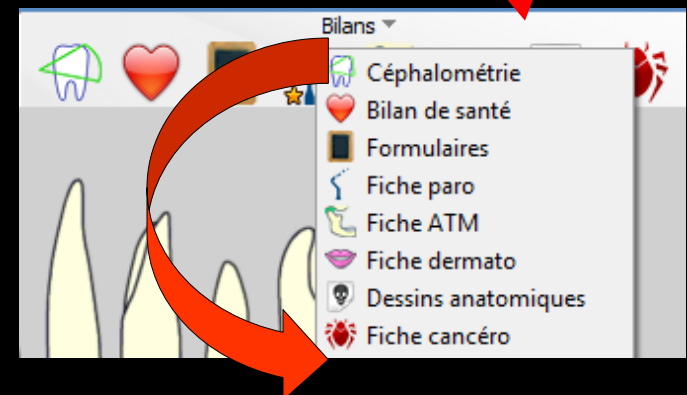 Bilans
Céphalométrie
Bilan de santé
Formulaires
Fiche paro
Fiche ATM
Fiche dermato
Dessins anatomiques
Fiche cancéro